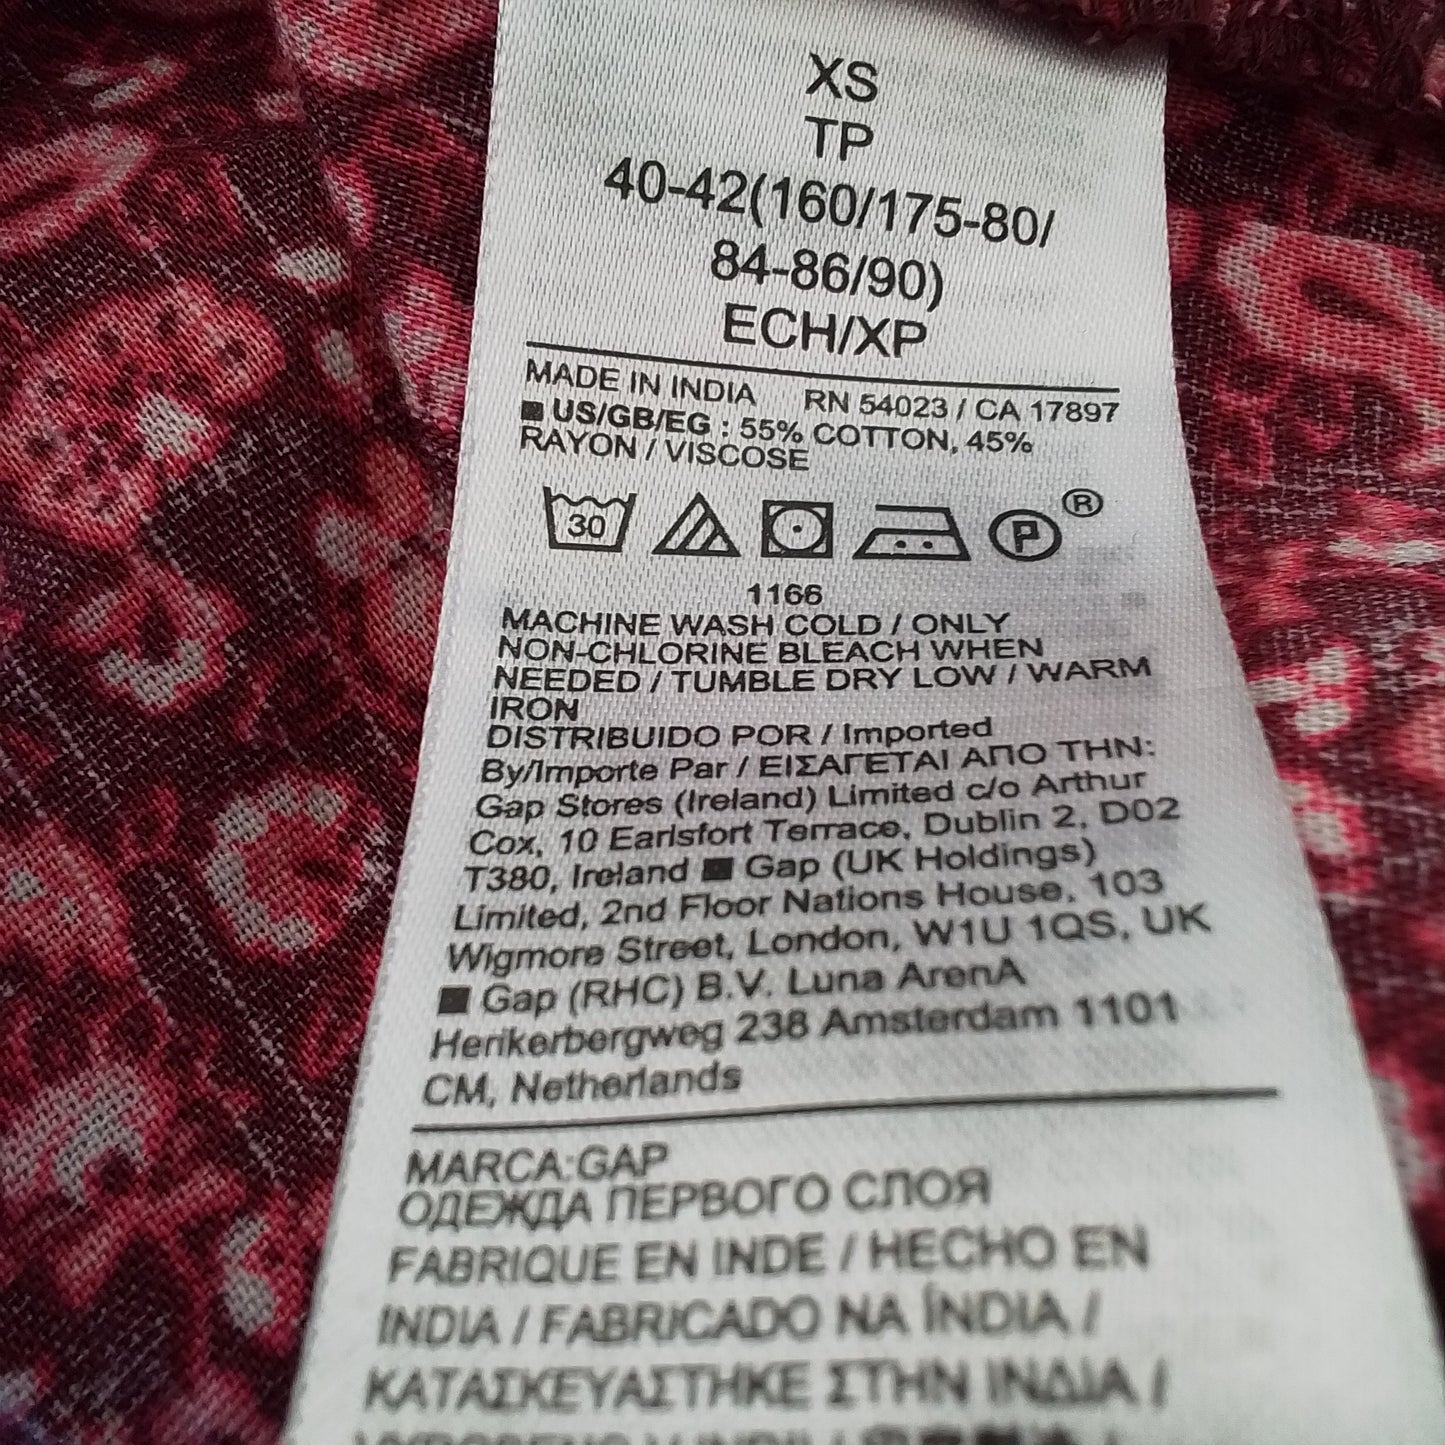 XS
TP
40-42(160/175-80/
84-86/90)
ECH/XP
MADE IN INDIA RN 54023 / CA 17897
■ US/GB/EG : 55% COTTON, 45%
RAYON / VISCOSE
30 P ®
1166
MACHINE WASH COLD / ONLY
NON-CHLORINE BLEACH WHEN
NEEDED / TUMBLE DRY LOW / WARM
IRON
DISTRIBUIDO POR / Imported
By/Importe Par / ΕΙΣΑΓΕΤΑΙ ΑΠΟ ΤΗΝ:
Gap Stores (Ireland) Limited c/o Arthur
Cox, 10 Earlsfort Terrace, Dublin 2, D02
T380, Ireland ■ Gap (UK Holdings)
Limited, 2nd Floor Nations House, 103
Wigmore Street, London, W1U 1QS, UK
■ Gap (RHC) B.V. Luna ArenA
Herikerbergweg 238 Amsterdam 1101
CM, Netherlands
MARCA:GAP
ОДЕЖДА ПЕРВОГО СЛОЯ
FABRIQUE EN INDE / HECHO EN
INDIA / FABRICADO NA ÍNDIA /
ΚΑΤΑΣΚΕΥΑΣΤΗΚΕ ΣΤΗΝ ΙΝΔΙΑ /